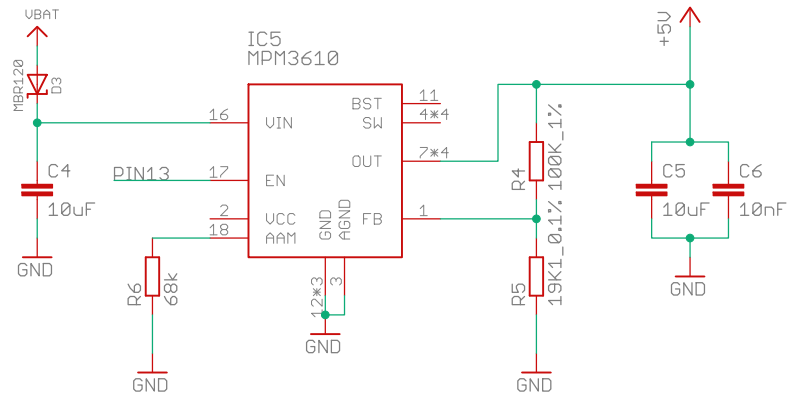 VBAT
MBR120
D3
IC5
MPM3610
+5V
16
VIN
BST
11
SW
4*4
OUT
7*4
17
PIN13
EN
C4
10uF
GND
2
VCC
18
AAM
GND
AGND
FB
1
12*3
3
GND
R6
68k
GND
R4
100K_1%
R5
19K1_0.1%
GND
C5
10uF
C6
10nF
GND